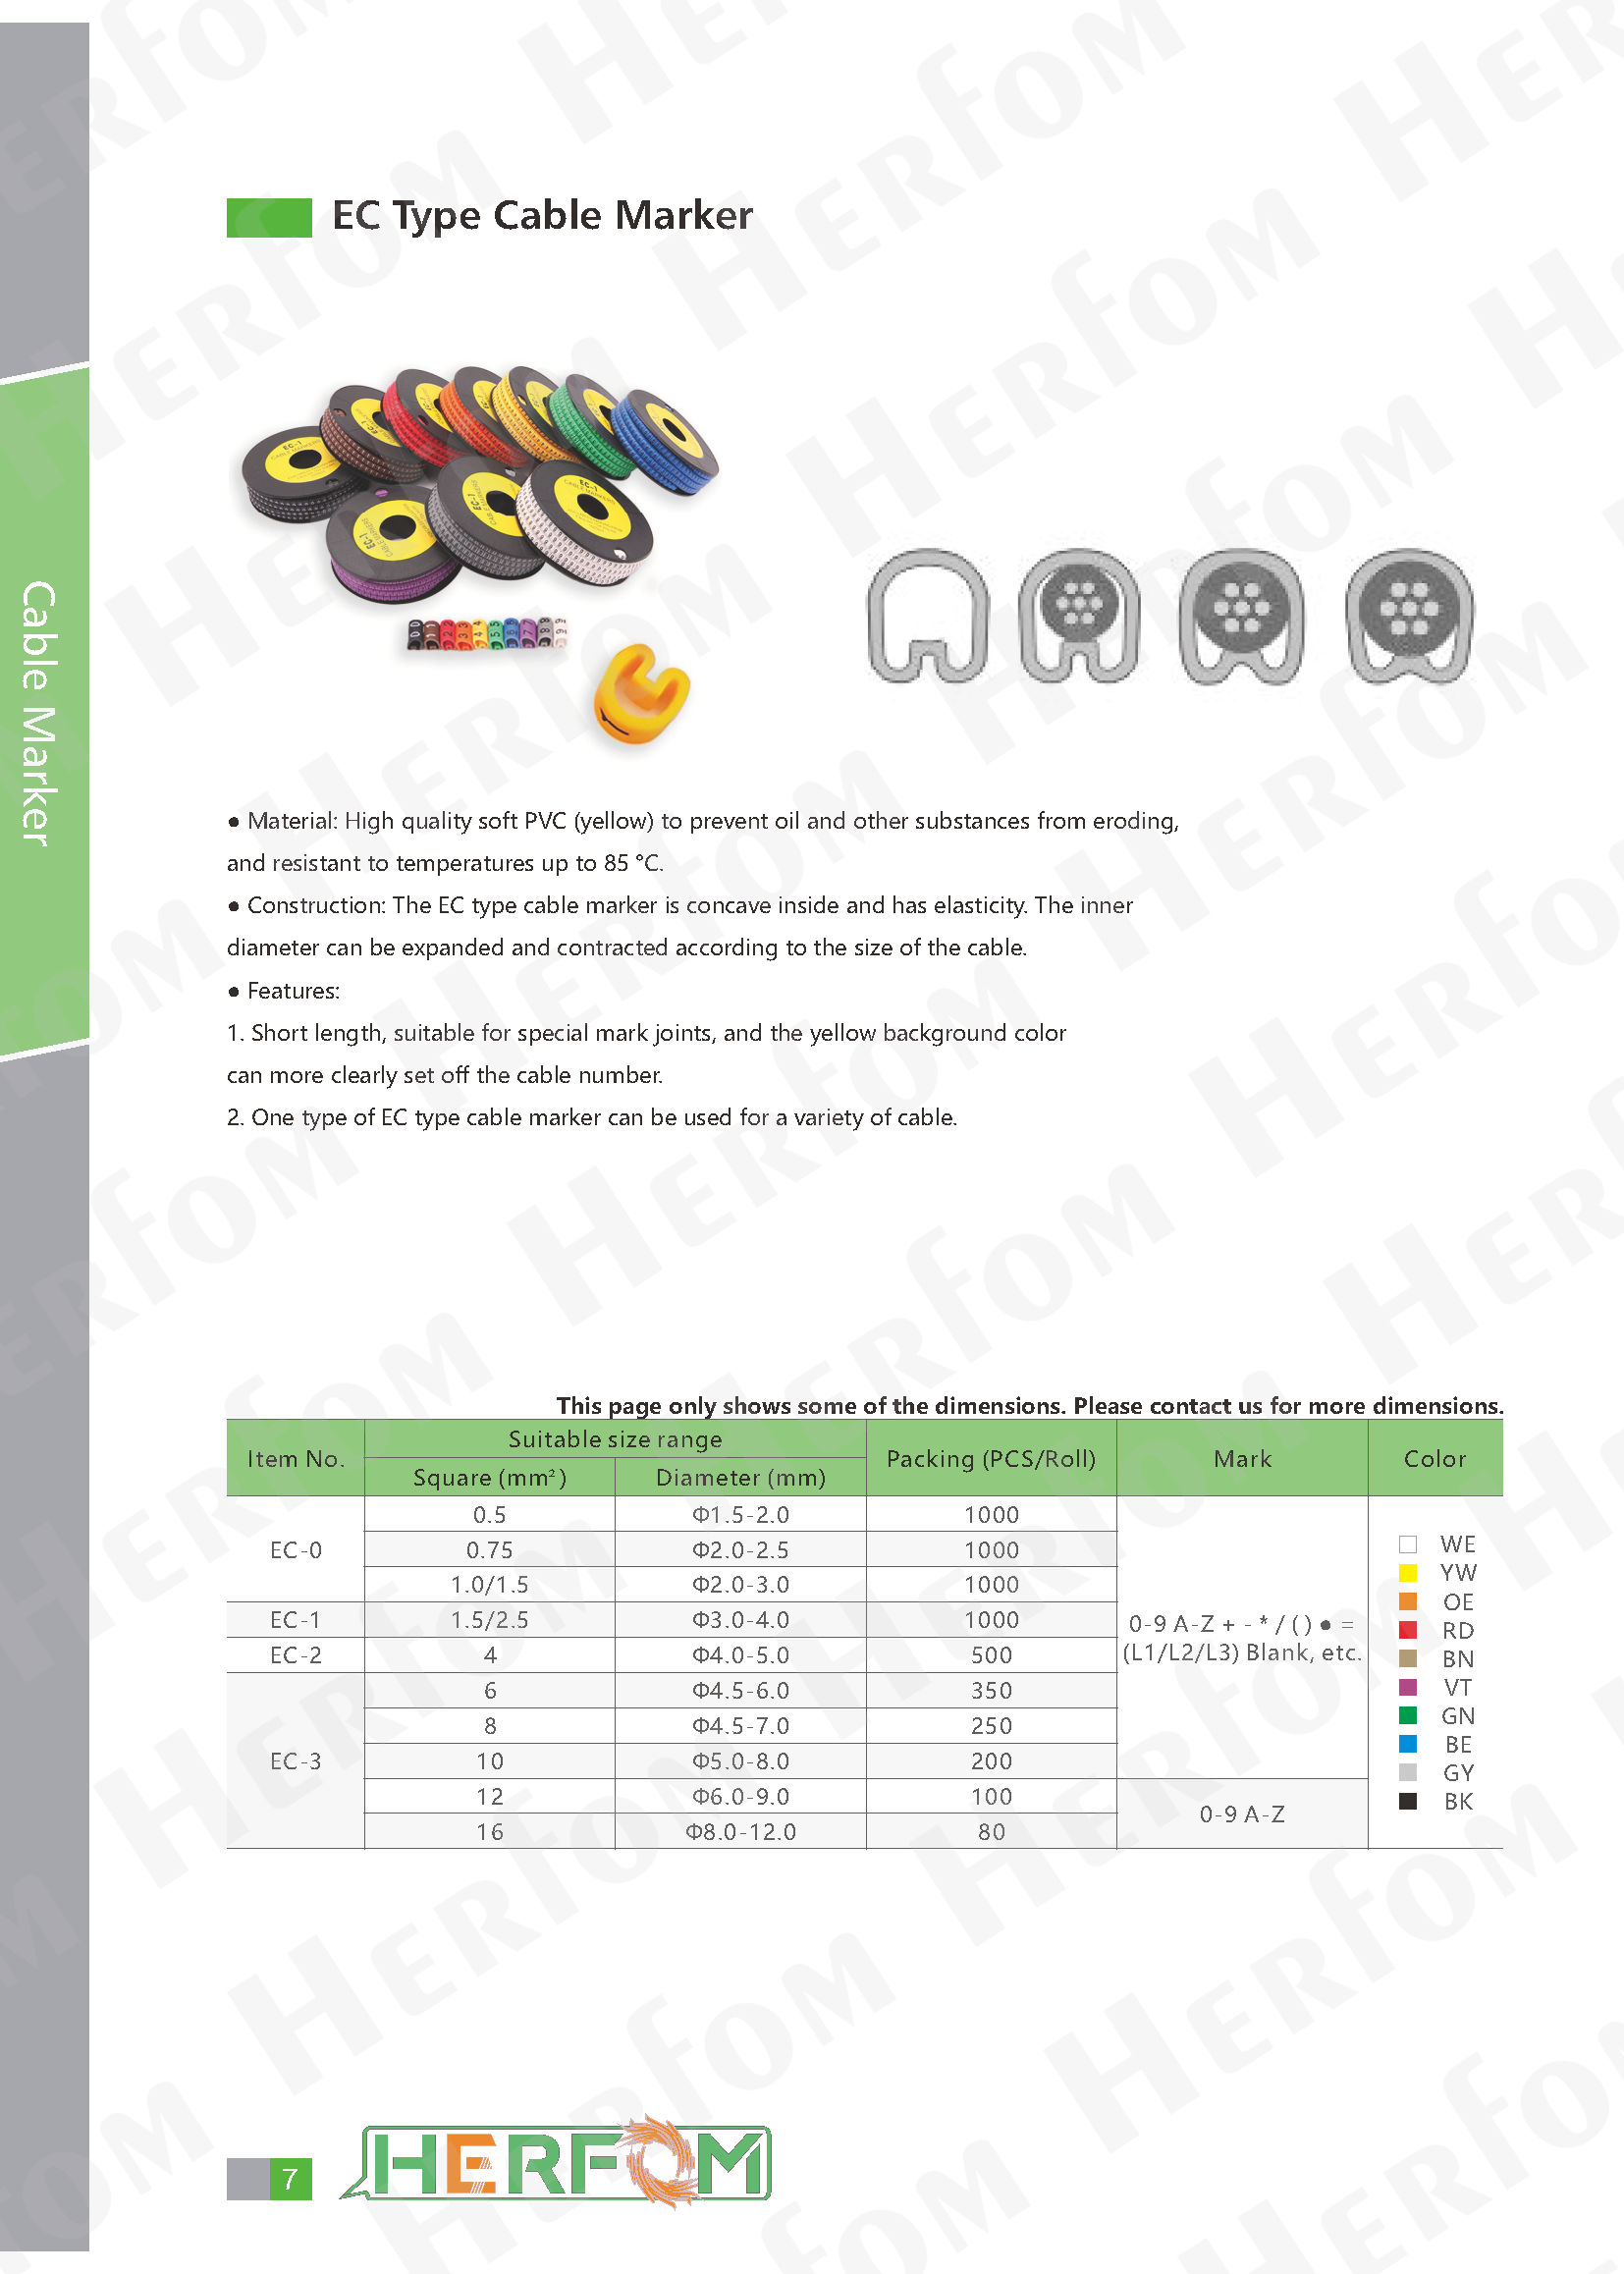 EC Type Cable Marker
Cable Marker
EC-1
CABLE MARKERS
● Material: High quality soft PVC (yellow) to prevent oil and other substances from eroding,
and resistant to temperatures up to 85 °C.
● Construction: The EC type cable marker is concave inside and has elasticity. The inner
diameter can be expanded and contracted according to the size of the cable.
● Features:
1. Short length, suitable for special mark joints, and the yellow background color
can more clearly set off the cable number.
2. One type of EC type cable marker can be used for a variety of cable.
This page only shows some of the dimensions. Please contact us for more dimensions.
Item No. Suitable size range Packing (PCS/Roll) Mark Color
Square (mm²) Diameter (mm)
EC-0 0.5 Φ1.5-2.0 1000
0.75 Φ2.0-2.5 1000
1.0/1.5 Φ2.0-3.0 1000
EC-1 1.5/2.5 Φ3.0-4.0 1000
EC-2 4 Φ4.0-5.0 500
EC-3 6 Φ4.5-6.0 350
8 Φ4.5-7.0 250
10 Φ5.0-8.0 200
12 Φ6.0-9.0 100
16 Φ8.0-12.0 80
0-9 A-Z + - * / ( ) ● =
(L1/L2/L3) Blank, etc.
0-9 A-Z
WE
YW
OE
RD
BN
VT
GN
BE
GY
BK
7
HERFOM